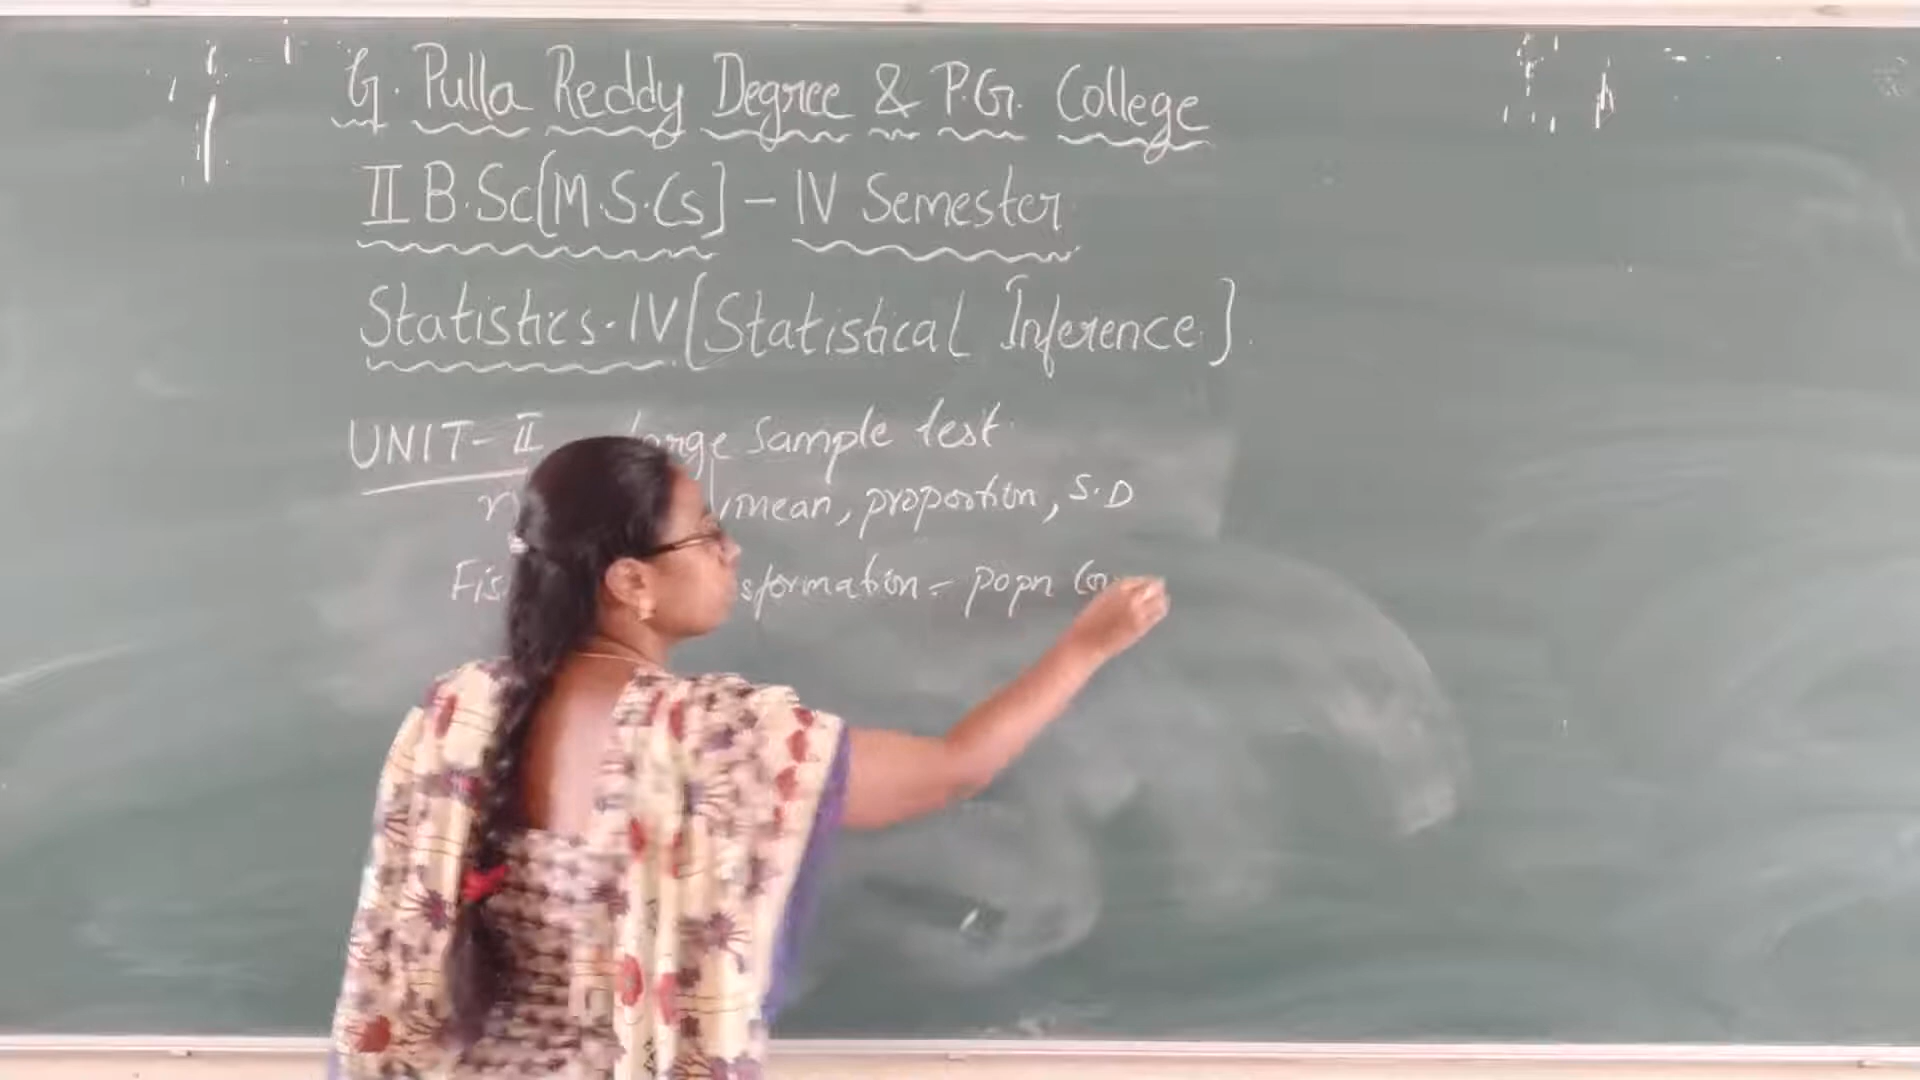 G. Pulla Reddy Degree & P.G. College
II B.Sc[M.S.Cs] - IV Semester
Statistics-IV [Statistical Inference]
UNIT-II Large Sample test
mean, proportion, S.D
popn